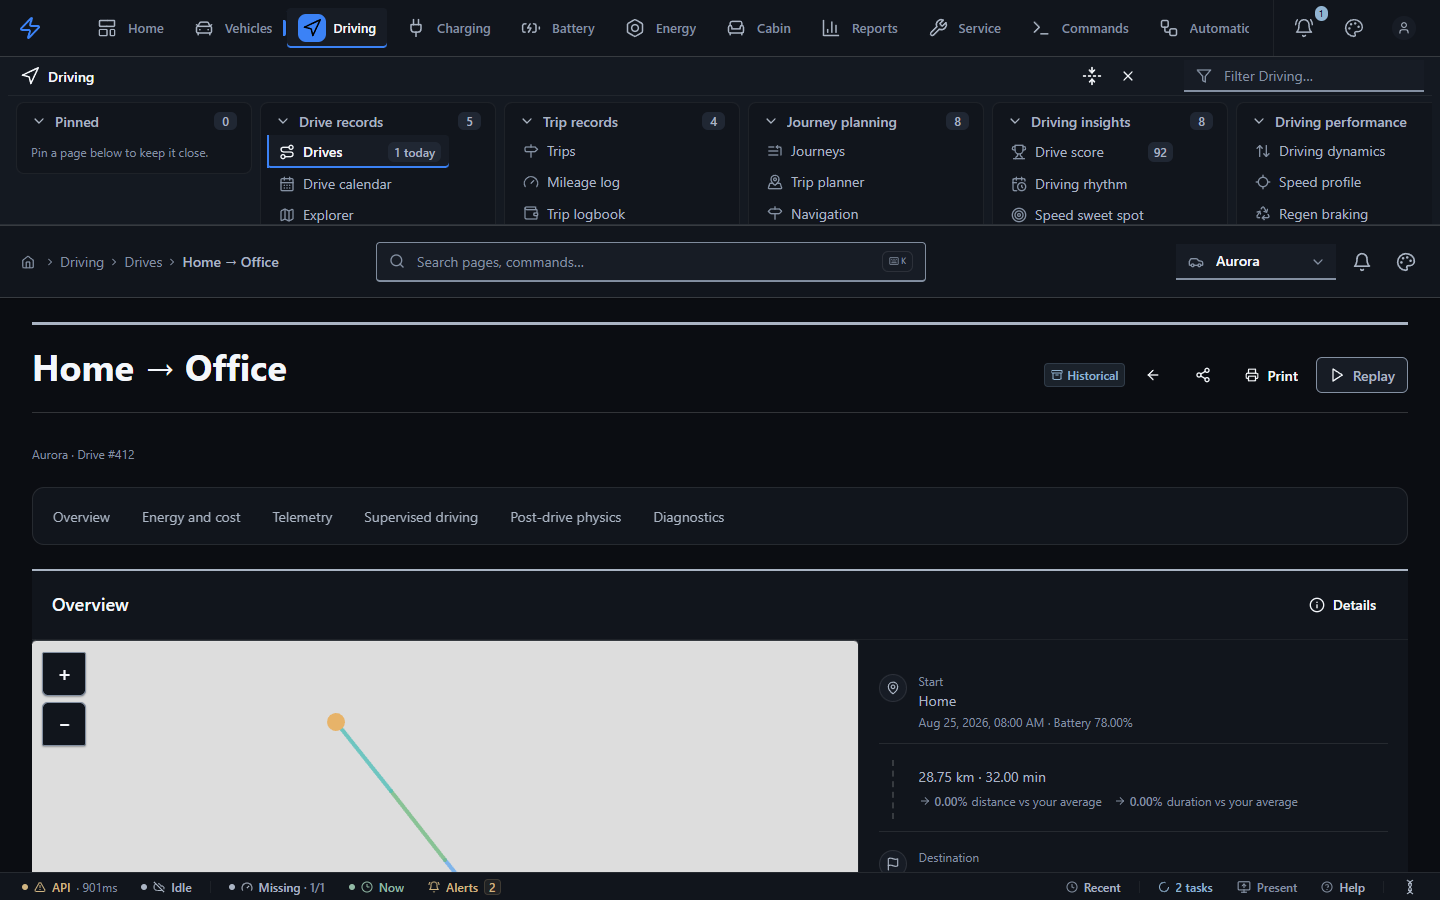 Home Vehicles Driving Charging Battery Energy Cabin Reports Service Commands Automatic 1
Driving Filter Driving...
Pinned 0
Pin a page below to keep it close.
Drive records 5
Drives 1 today
Drive calendar
Explorer
Trip records 4
Trips
Mileage log
Trip logbook
Journey planning 8
Journeys
Trip planner
Navigation
Driving insights 8
Drive score 92
Driving rhythm
Speed sweet spot
Driving performance
Driving dynamics
Speed profile
Regen braking
Driving Drives Home → Office Search pages, commands... K Aurora
Home → Office
Historical Print Replay
Aurora · Drive #412
Overview Energy and cost Telemetry Supervised driving Post-drive physics Diagnostics
Overview Details
+
−
Start
Home
Aug 25, 2026, 08:00 AM · Battery 78.00%
28.75 km · 32.00 min
→ 0.00% distance vs your average → 0.00% duration vs your average
Destination
API · 901ms Idle Missing · 1/1 Now Alerts 2 Recent 2 tasks Present Help